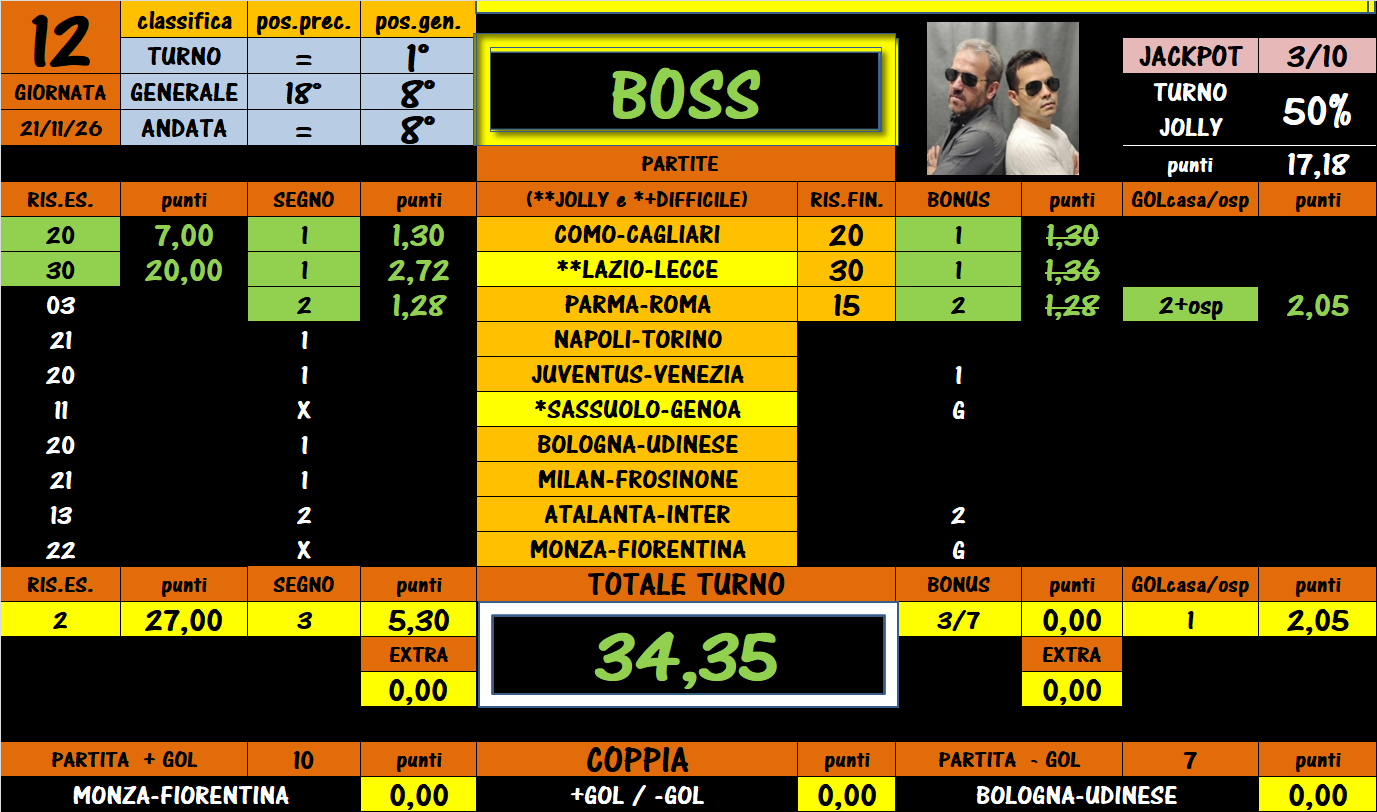 12 classifica pos.prec. pos.gen.
TURNO = 1° BOSS JACKPOT 3/10
GIORNATA GENERALE 18° 8° TURNO JOLLY 50%
21/11/26 ANDATA = 8°
PARTITE punti 17,18
RIS.ES. punti SEGNO punti (**JOLLY e *+DIFFICILE) RIS.FIN. BONUS punti GOLcasa/osp punti
20 7,00 1 1,30 COMO-CAGLIARI 20 1 1,30
30 20,00 1 2,72 **LAZIO-LECCE 30 1 1,36
03 2 1,28 PARMA-ROMA 15 2 1,28 2+osp 2,05
21 1 NAPOLI-TORINO
20 1 JUVENTUS-VENEZIA 1
11 X *SASSUOLO-GENOA G
20 1 BOLOGNA-UDINESE
21 1 MILAN-FROSINONE
13 2 ATALANTA-INTER 2
22 X MONZA-FIORENTINA G
RIS.ES. punti SEGNO punti TOTALE TURNO BONUS punti GOLcasa/osp punti
2 27,00 3 5,30 34,35 3/7 0,00 1 2,05
EXTRA EXTRA
0,00 0,00
PARTITA + GOL 10 punti COPPIA punti PARTITA - GOL 7 punti
MONZA-FIORENTINA 0,00 +GOL / -GOL 0,00 BOLOGNA-UDINESE 0,00